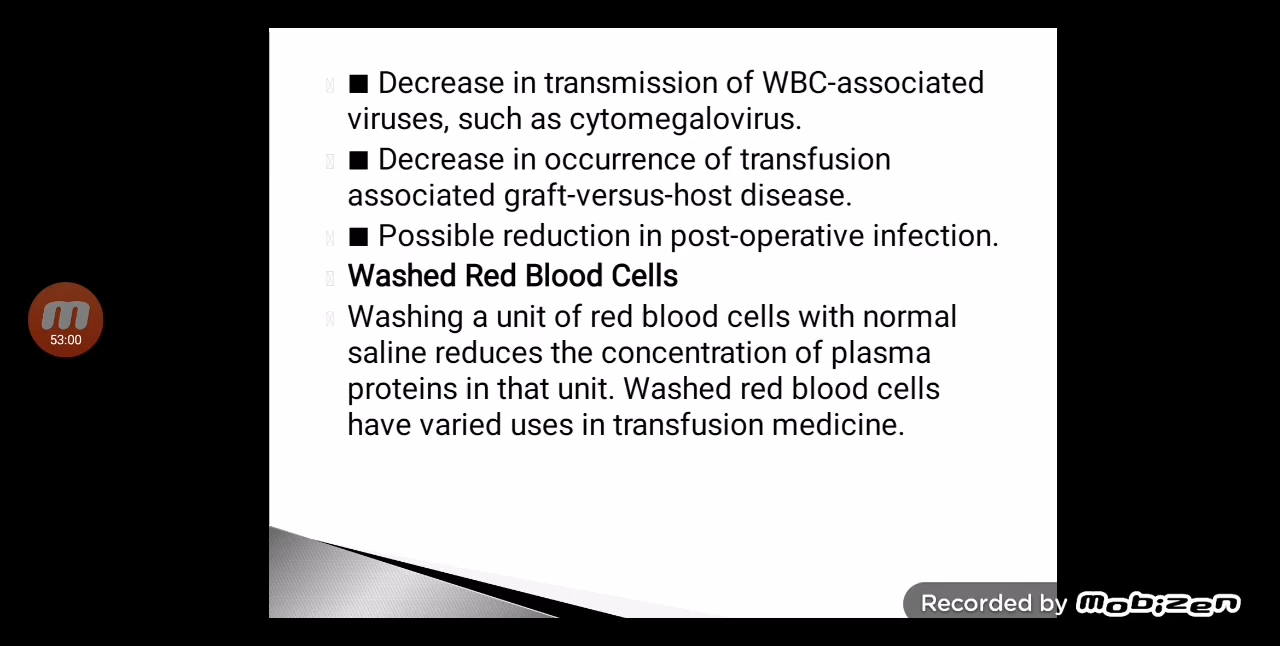 ■ Decrease in transmission of WBC-associated
viruses, such as cytomegalovirus.
■ Decrease in occurrence of transfusion
associated graft-versus-host disease.
■ Possible reduction in post-operative infection.
Washed Red Blood Cells
Washing a unit of red blood cells with normal
saline reduces the concentration of plasma
proteins in that unit. Washed red blood cells
have varied uses in transfusion medicine.
m
53:00
Recorded by mobizen